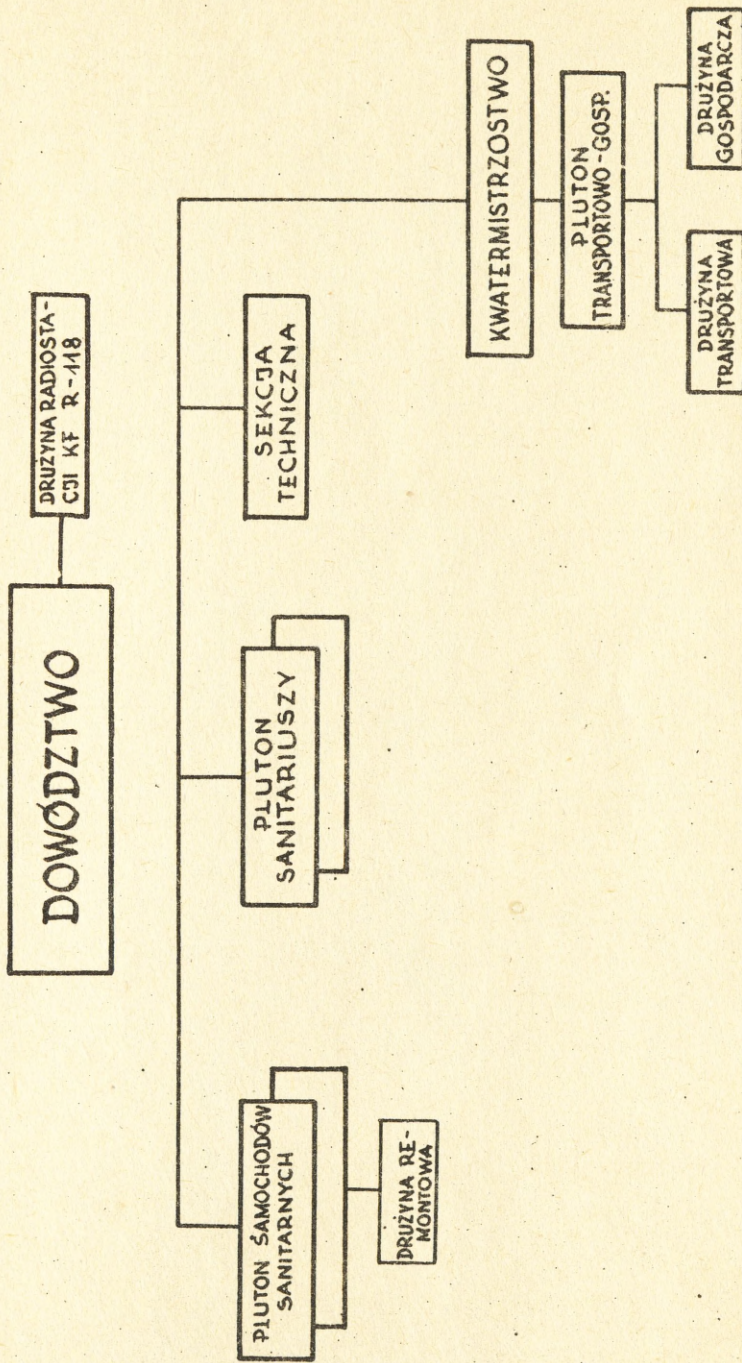 DOWÓDZTWO
DRUŻYNA RADIOSTA-
CJI KF R-118
PLUTON SAMOCHODÓW
SANITARNYCH
DRUŻYNA RE-
MONTOWA
PLUTON
SANITARIUSZY
SEKCJA
TECHNICZNA
KWATERMISTRZOSTWO
PLUTON
TRANSPORTOWO-GOSP.
DRUŻYNA
TRANSPORTOWA
DRUŻYNA
GOSPODARCZA